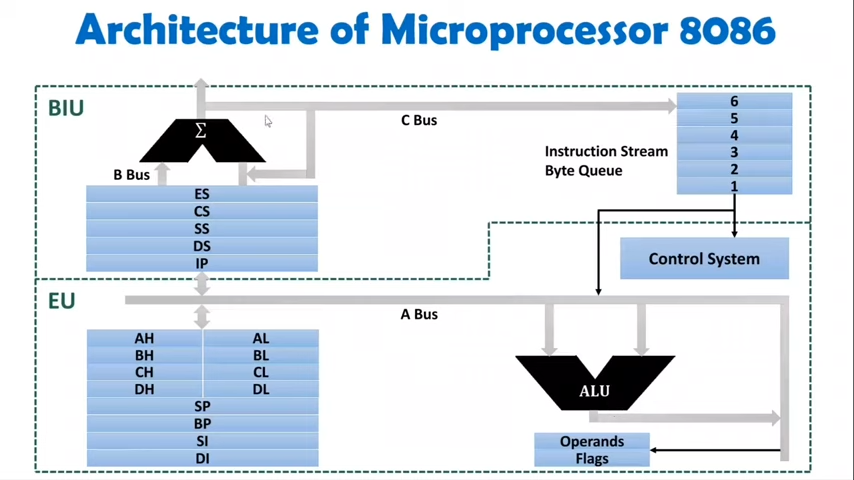 Architecture of Microprocessor 8086
BIU
Σ
C Bus
B Bus
ES
CS
SS
DS
IP
6
5
4
3
2
1
Instruction Stream
Byte Queue
Control System
EU
A Bus
AH AL
BH BL
CH CL
DH DL
SP
BP
SI
DI
ALU
Operands
Flags